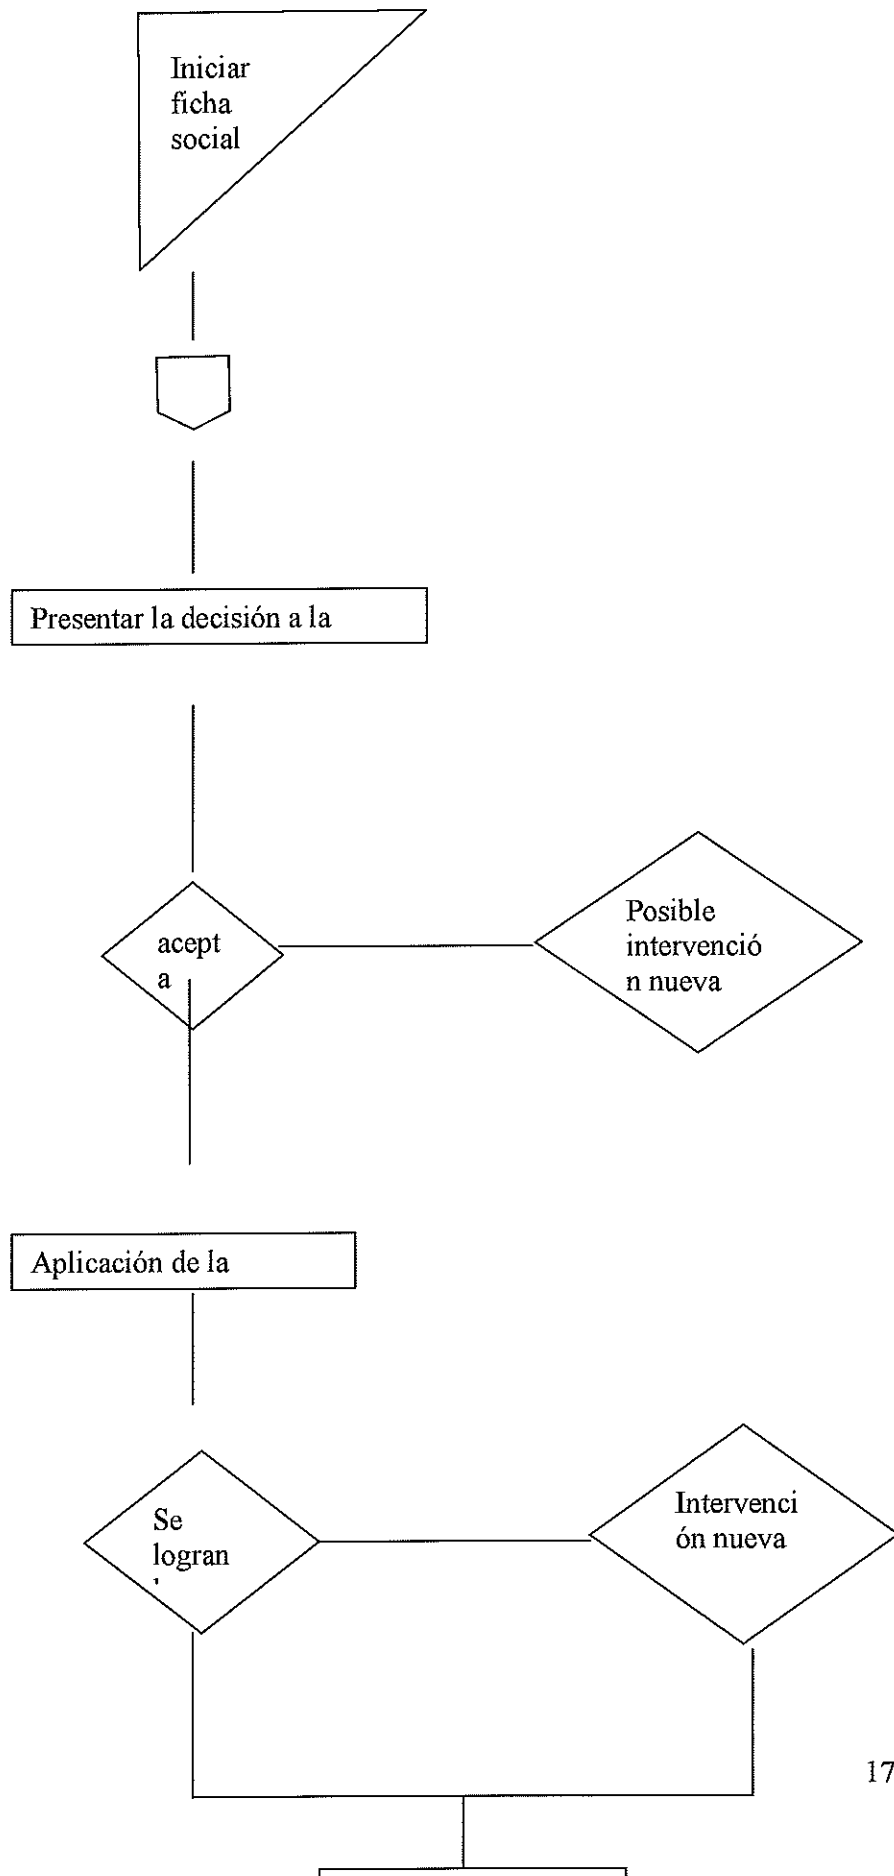 Iniciar
ficha
social
Presentar la decisión a la
acept
a
Posible
intervenció
n nueva
Aplicación de la
Se
logran
Intervenci
ón nueva
17